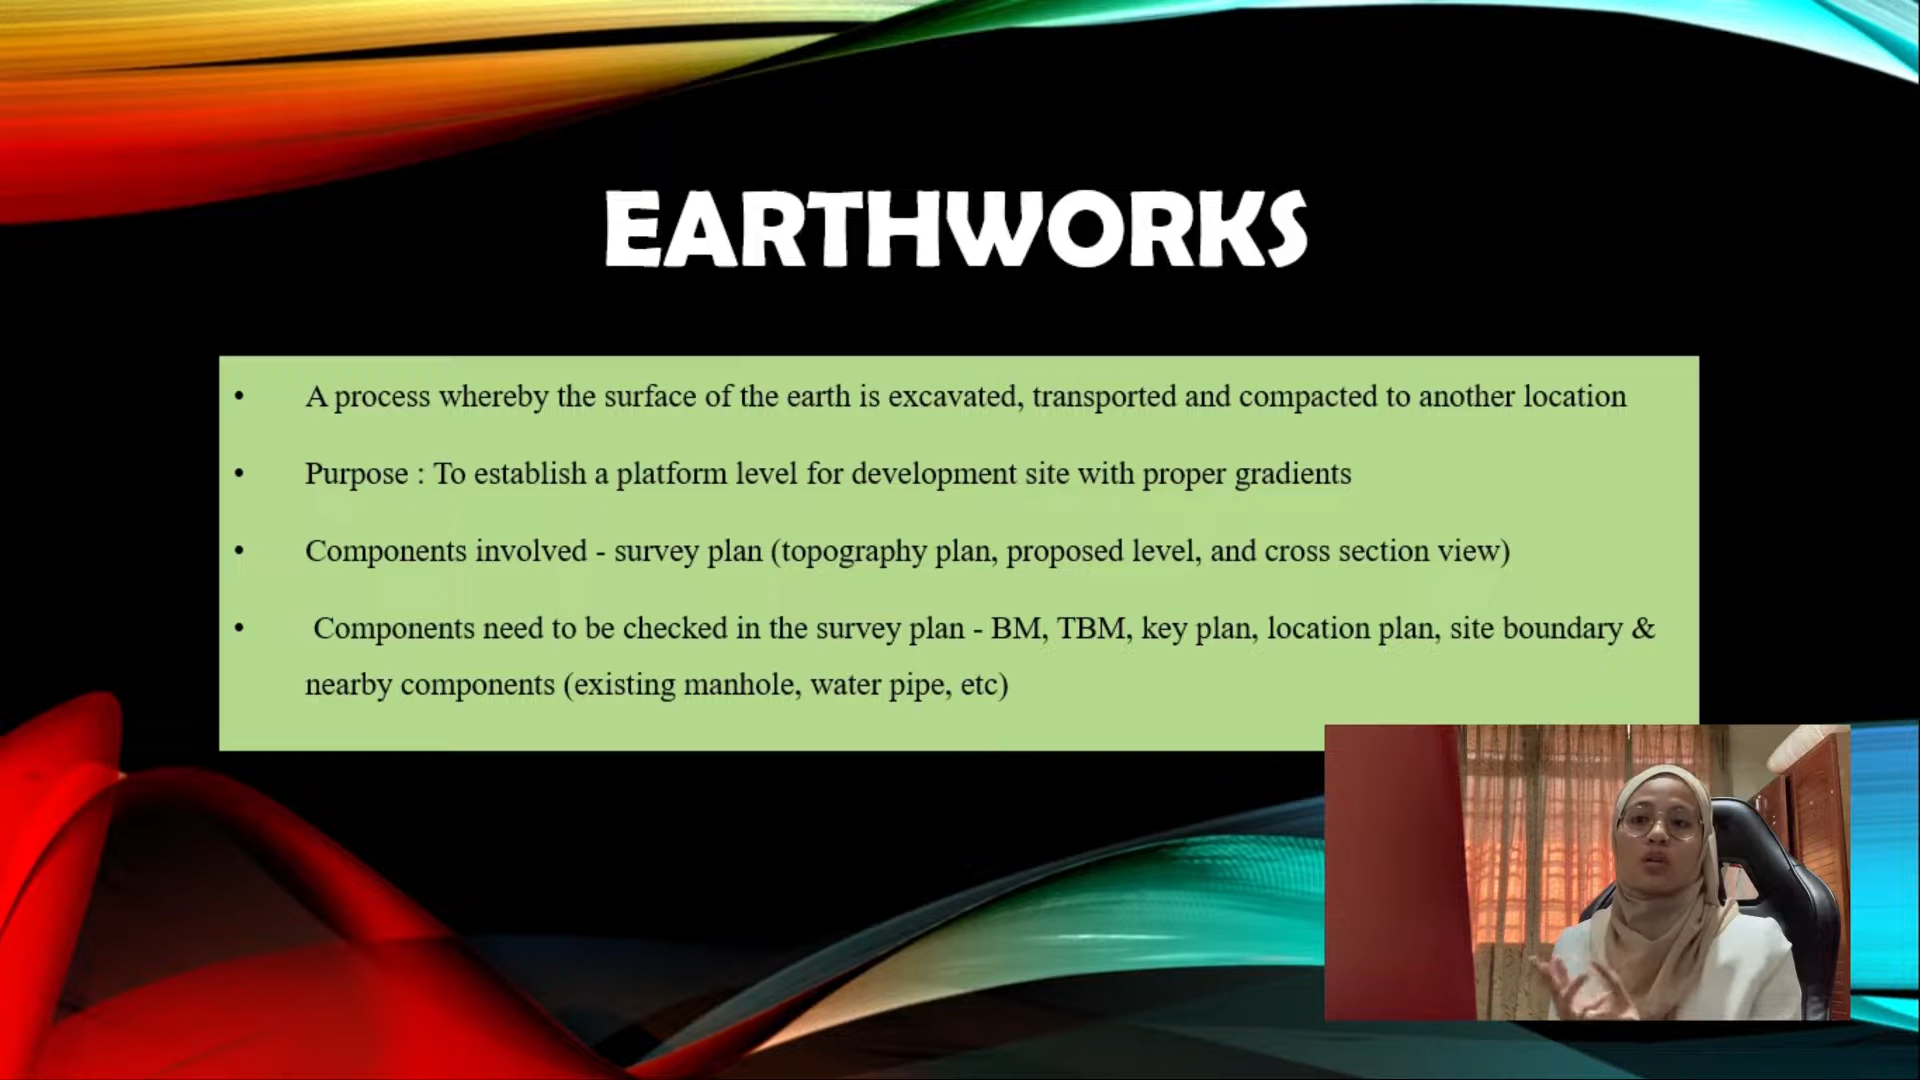 EARTHWORKS
• A process whereby the surface of the earth is excavated, transported and compacted to another location
• Purpose : To establish a platform level for development site with proper gradients
• Components involved - survey plan (topography plan, proposed level, and cross section view)
• Components need to be checked in the survey plan - BM, TBM, key plan, location plan, site boundary &
nearby components (existing manhole, water pipe, etc)